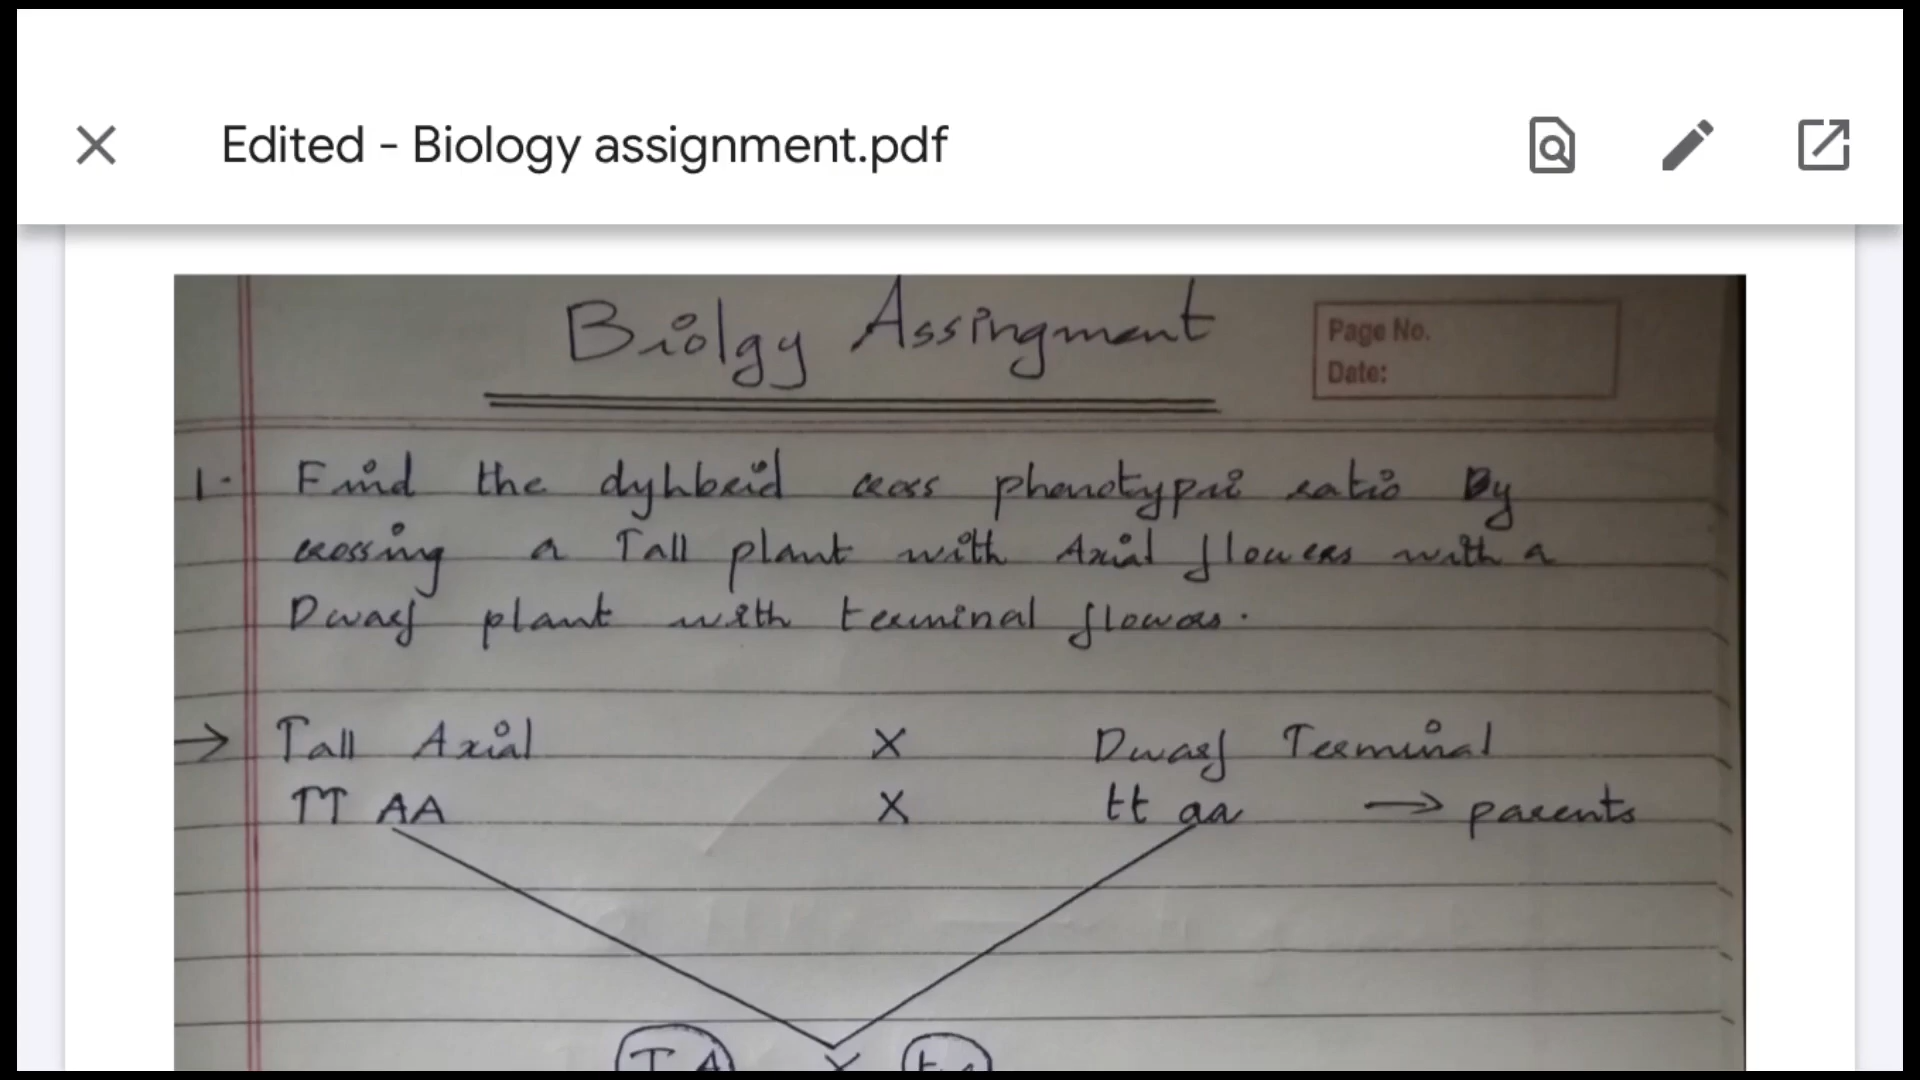 Edited - Biology assignment.pdf
Biolgy Assingment
Page No.
Date:
1. Find the dyhbrid cross phenotypic ratio By
crossing a Tall plant with Axial flowers with a
Dwarf plant with terminal flowers.
→ Tall Axial X Dwarf Terminal
TT AA X tt aa → parents
T A X